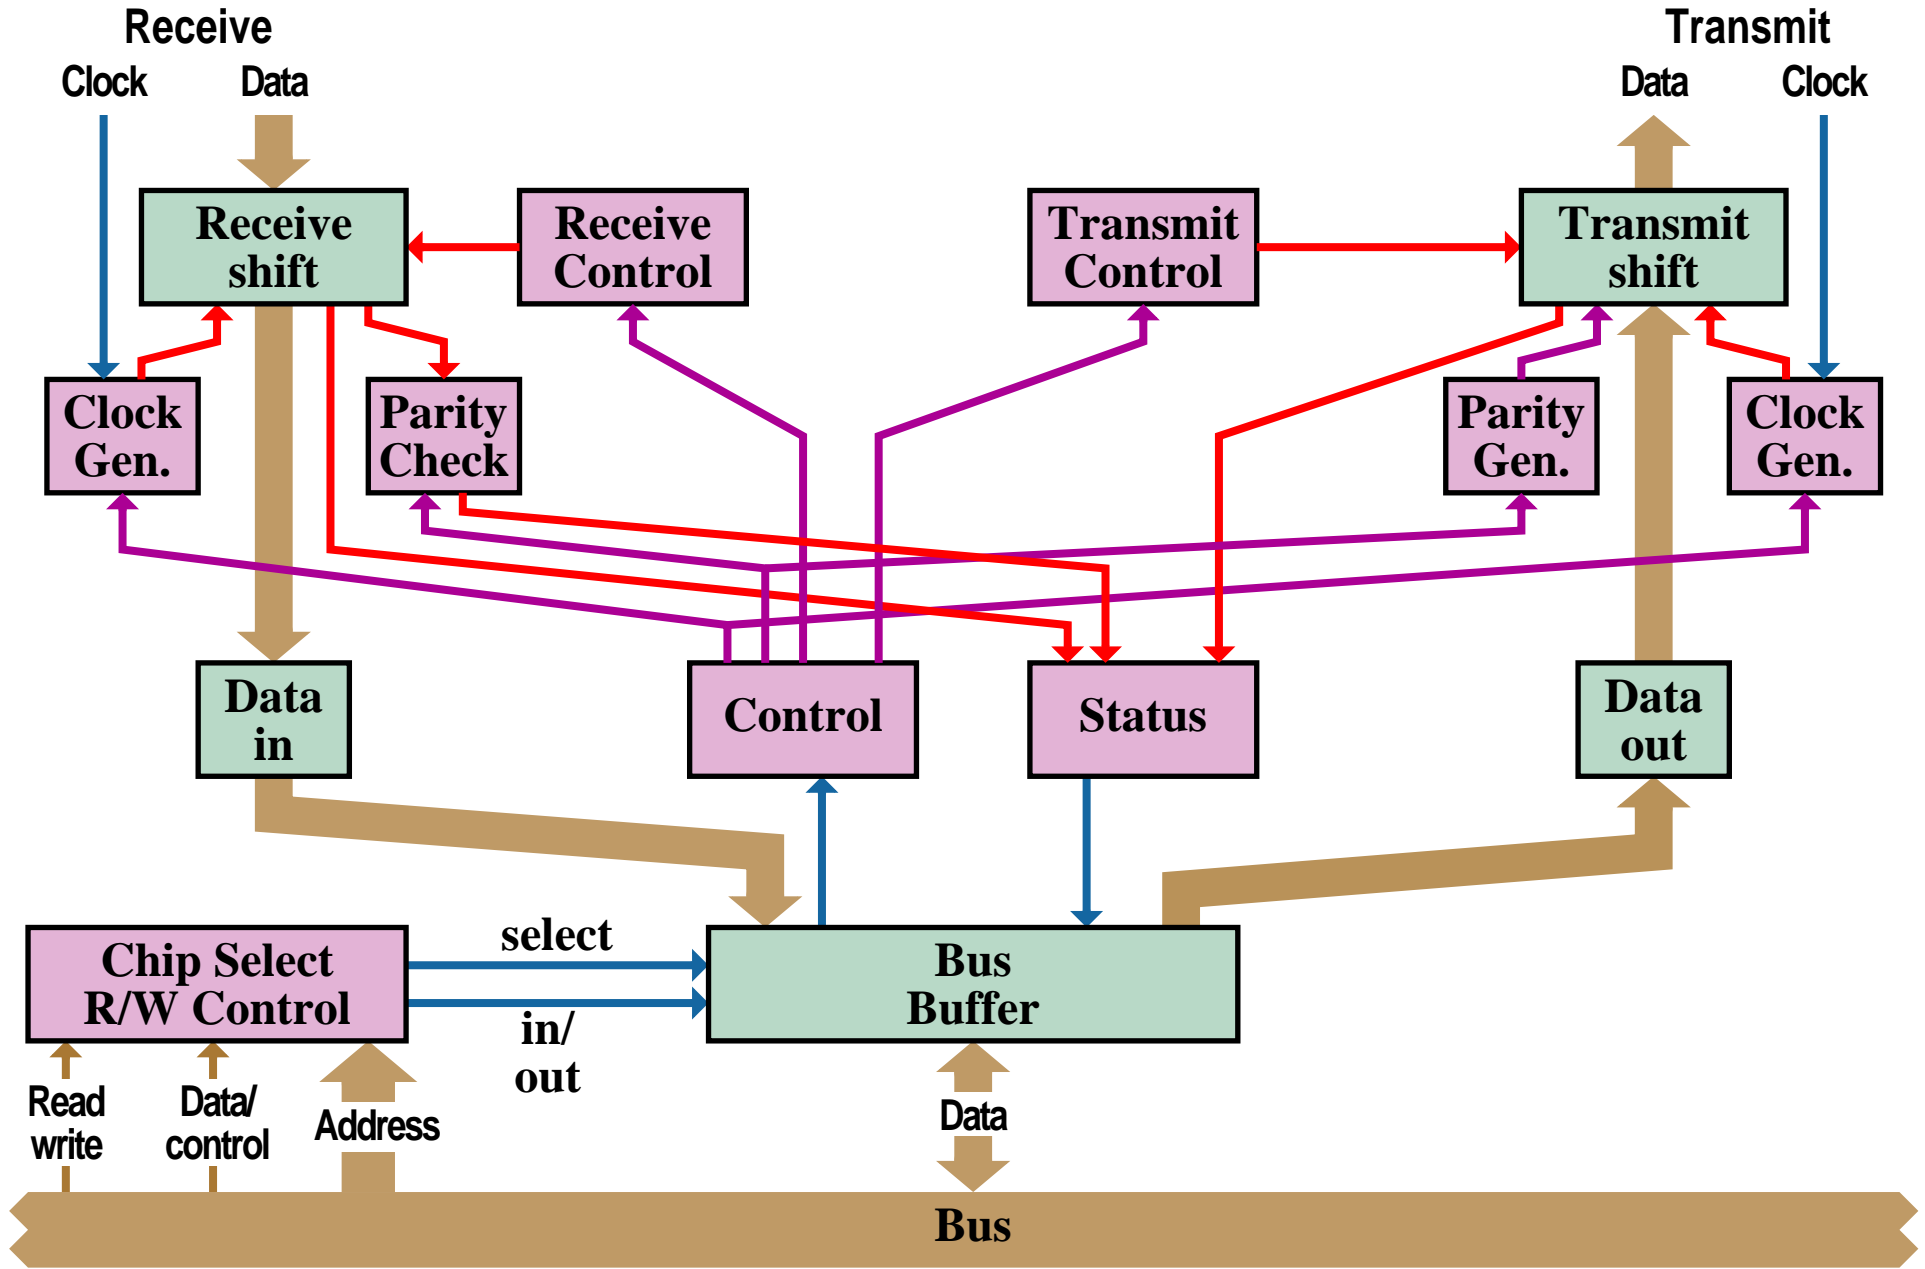 Receive
Transmit
Clock
Data
Data
Clock
Receive
shift
Receive
Control
Transmit
Control
Transmit
shift
Clock
Gen.
Parity
Check
Parity
Gen.
Clock
Gen.
Data
in
Control
Status
Data
out
Chip Select
R/W Control
select
in/
out
Bus
Buffer
Read
write
Data/
control
Address
Data
Bus